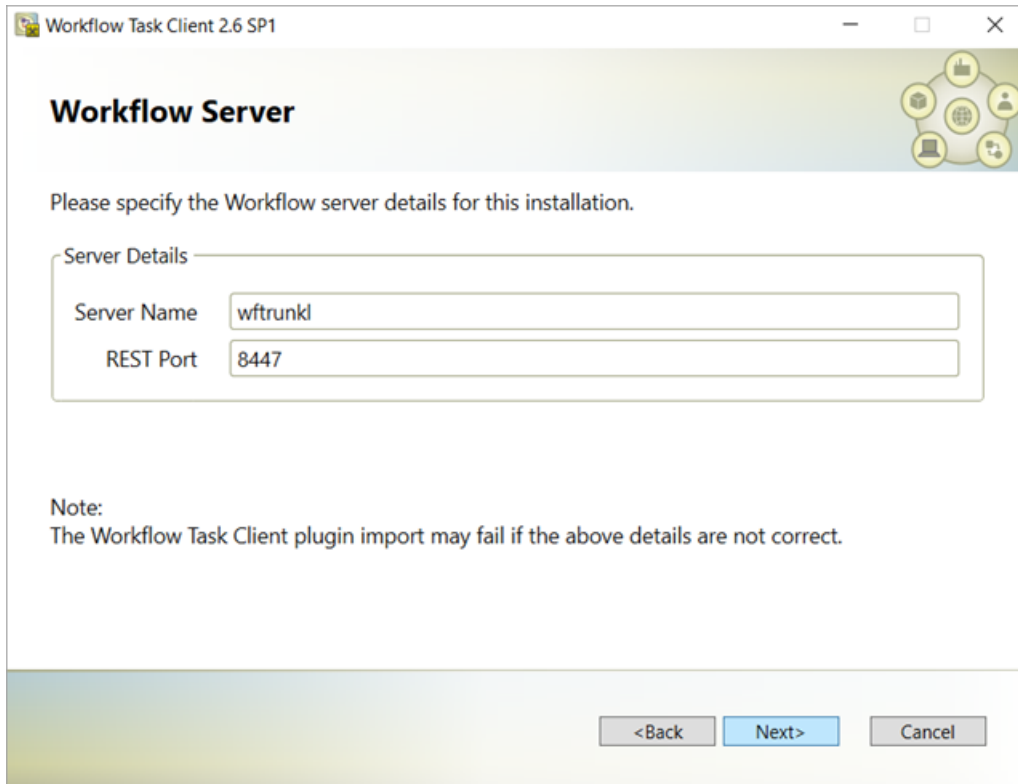 Workflow Task Client 2.6 SP1
Workflow Server
Please specify the Workflow server details for this installation.
Server Details
Server Name wftrunkl
REST Port 8447
Note:
The Workflow Task Client plugin import may fail if the above details are not correct.
<Back Next> Cancel